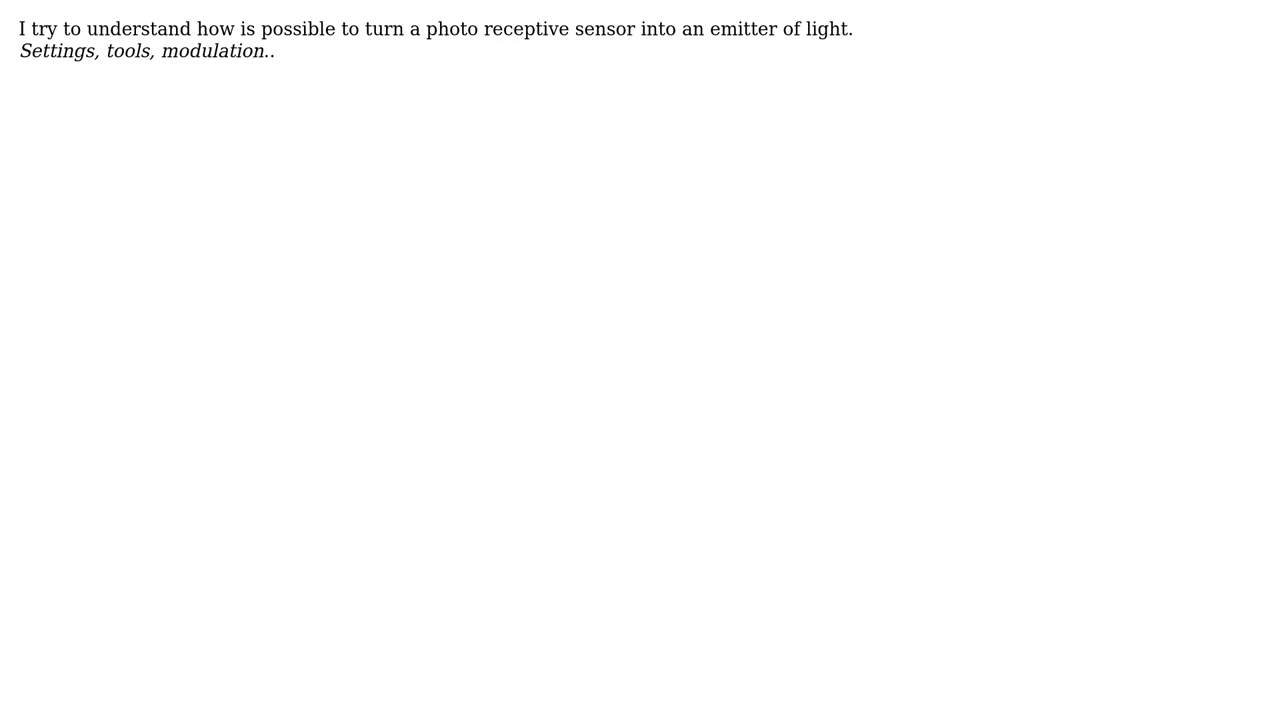 I try to understand how is possible to turn a photo receptive sensor into an emitter of light.
Settings, tools, modulation..